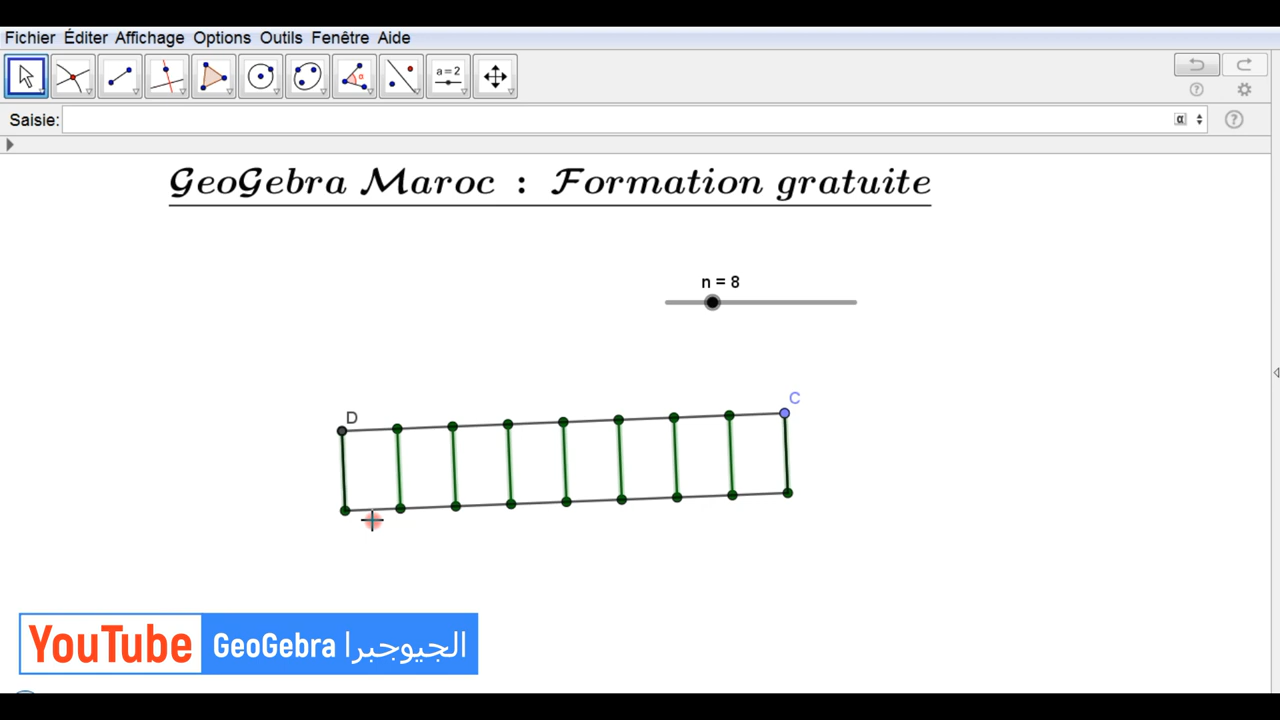 Fichier Éditer Affichage Options Outils Fenêtre Aide
a = 2
Saisie:
α
GeoGebra Maroc : Formation gratuite
n = 8
D
C
YouTube GeoGebra الجيوجبرا